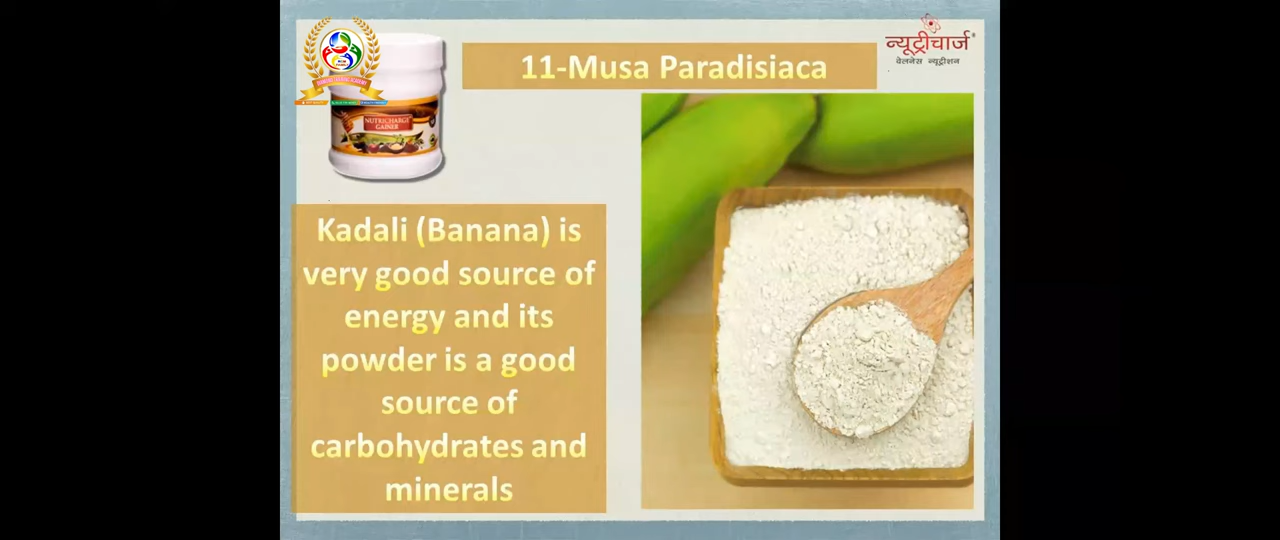 11-Musa Paradisiaca
न्यूट्रीचार्ज
वेलनेस न्यूट्रीशन
NUTRICHARGE
GAINER
Kadali (Banana) is
very good source of
energy and its
powder is a good
source of
carbohydrates and
minerals